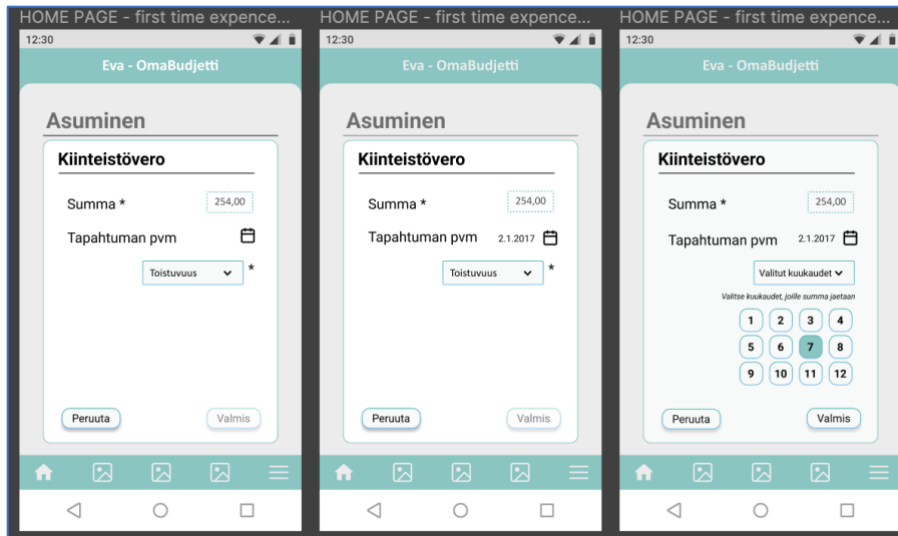 HOME PAGE - first time expence...
12:30
Eva - OmaBudjetti
Asuminen
Kiinteistövero
Summa *
254,00
Tapahtuman pvm
Toistuvuus
*
Peruuta
Valmis
HOME PAGE - first time expence...
12:30
Eva - OmaBudjetti
Asuminen
Kiinteistövero
Summa *
254,00
Tapahtuman pvm
2.1.2017
Toistuvuus
*
Peruuta
Valmis
HOME PAGE - first time expence...
12:30
Eva - OmaBudjetti
Asuminen
Kiinteistövero
Summa *
254,00
Tapahtuman pvm
2.1.2017
Valitut kuukaudet
Valitse kuukaudet, joille summa jaetaan
1 2 3 4
5 6 7 8
9 10 11 12
Peruuta
Valmis